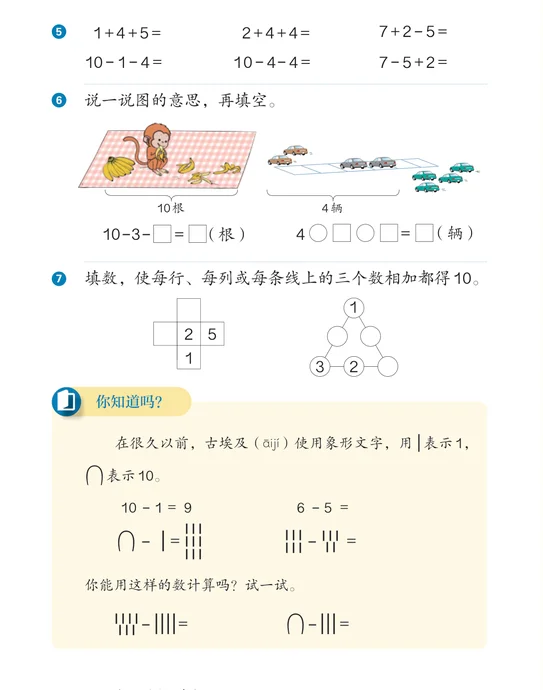 5 1+4+5= 2+4+4= 7+2-5=
10-1-4= 10-4-4= 7-5+2=
6 说一说图的意思，再填空。
10根 4辆
10-3-□=□(根) 4○□○□=□(辆)
7 填数，使每行、每列或每条线上的三个数相加都得10。
1
2 5
1
3 2
你知道吗？
在很久以前，古埃及（āijí）使用象形文字，用|表示1，
∩表示10。
10-1=9 6-5=
∩-|=||||||||| ||||||-|||||=
你能用这样的数计算吗？试一试。
|||||||-||||= ∩-|||=